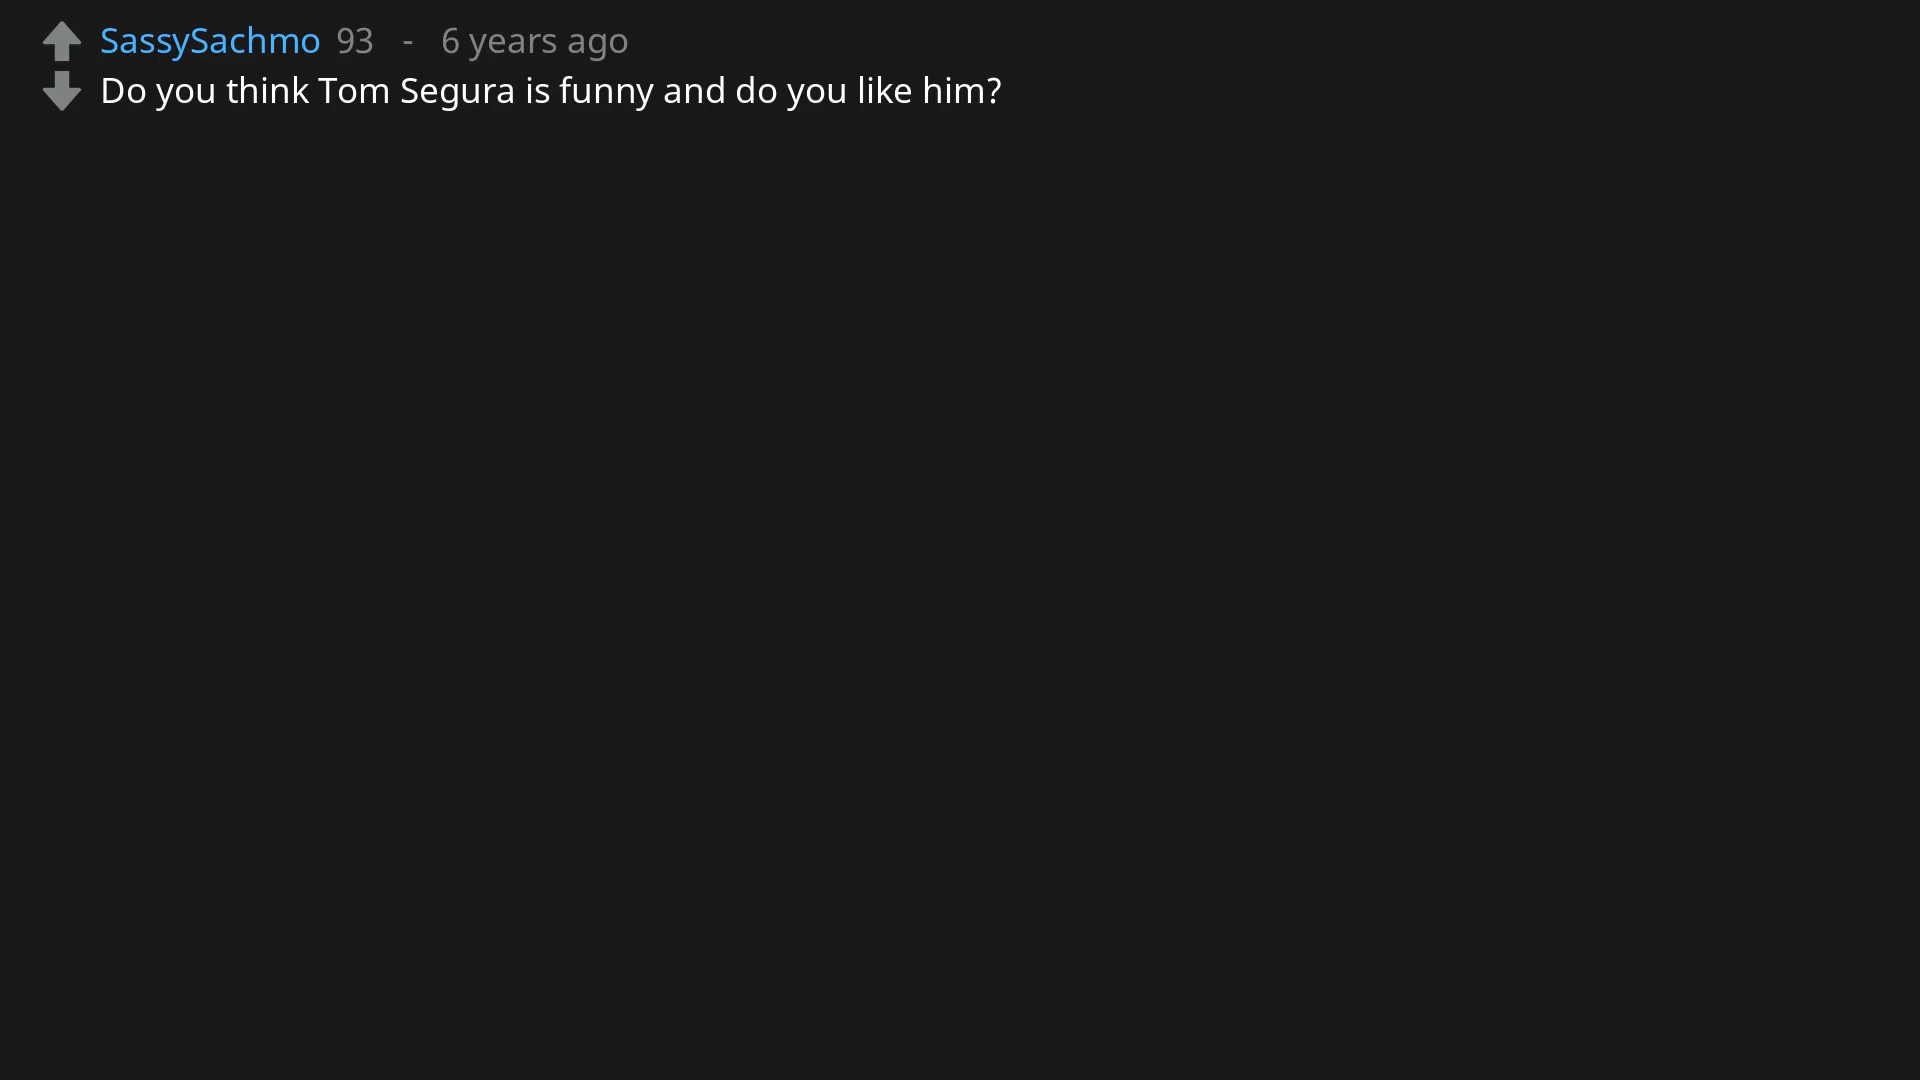 SassySachmo 93 - 6 years ago
Do you think Tom Segura is funny and do you like him?